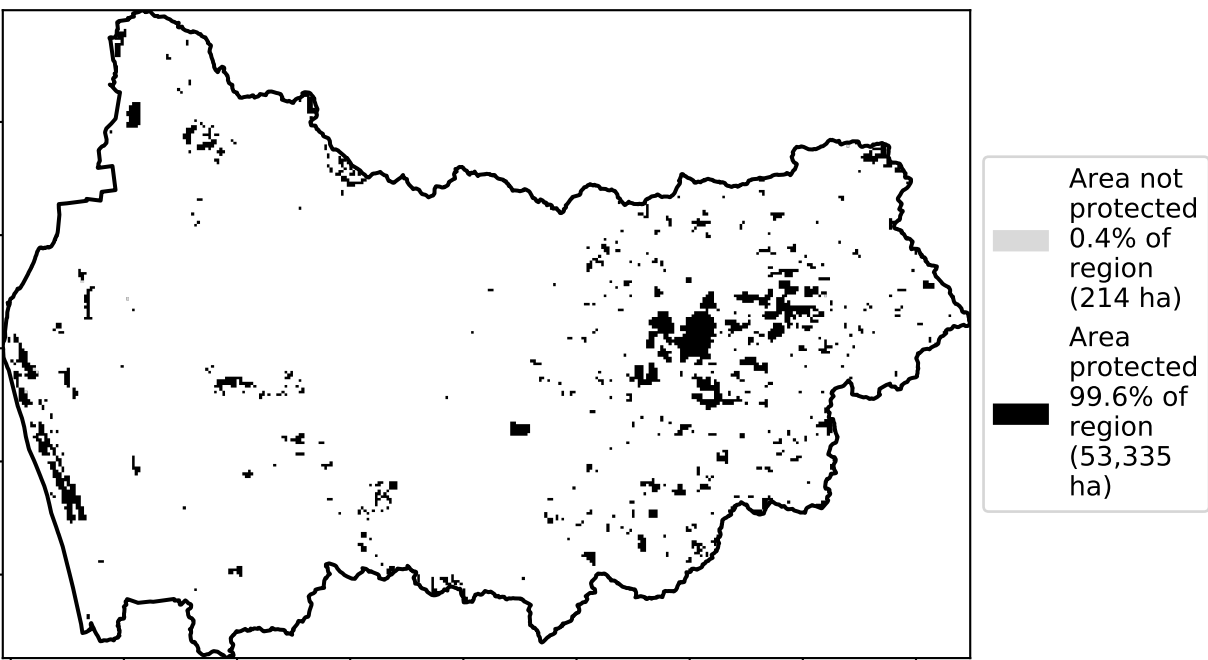 Area not
protected
0.4% of
region
(214 ha)
Area
protected
99.6% of
region
(53,335
ha)